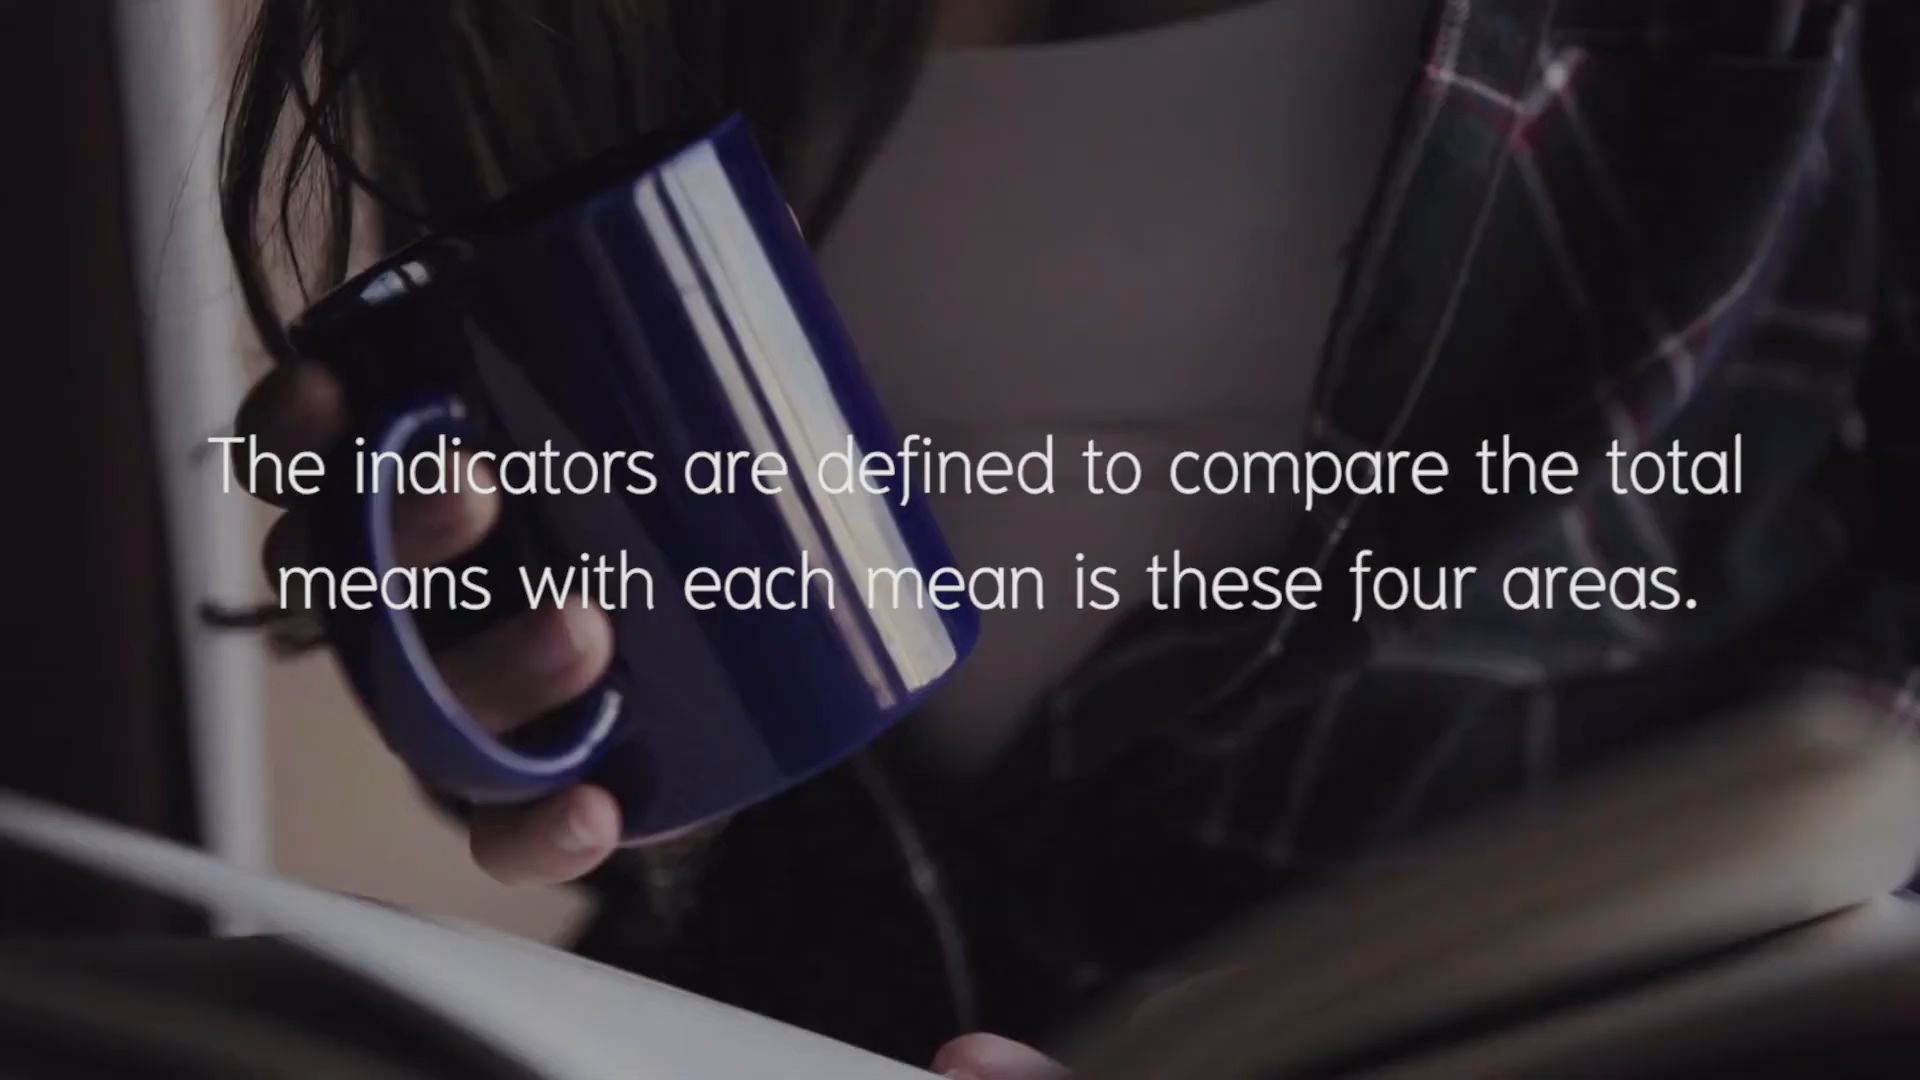 The indicators are defined to compare the total
means with each mean is these four areas.